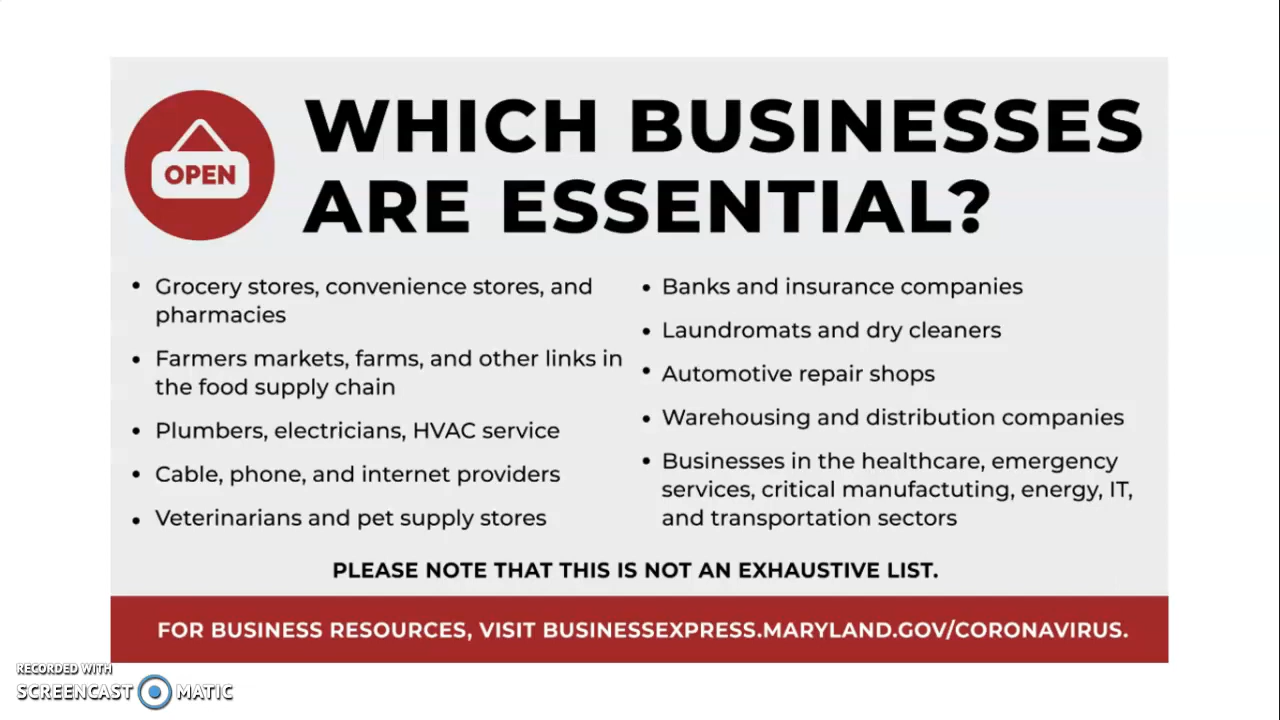 OPEN
WHICH BUSINESSES
ARE ESSENTIAL?
• Grocery stores, convenience stores, and
pharmacies
• Farmers markets, farms, and other links in
the food supply chain
• Plumbers, electricians, HVAC service
• Cable, phone, and internet providers
• Veterinarians and pet supply stores
• Banks and insurance companies
• Laundromats and dry cleaners
• Automotive repair shops
• Warehousing and distribution companies
• Businesses in the healthcare, emergency
services, critical manufactuting, energy, IT,
and transportation sectors
PLEASE NOTE THAT THIS IS NOT AN EXHAUSTIVE LIST.
FOR BUSINESS RESOURCES, VISIT BUSINESSEXPRESS.MARYLAND.GOV/CORONAVIRUS.
RECORDED WITH
SCREENCAST MATIC